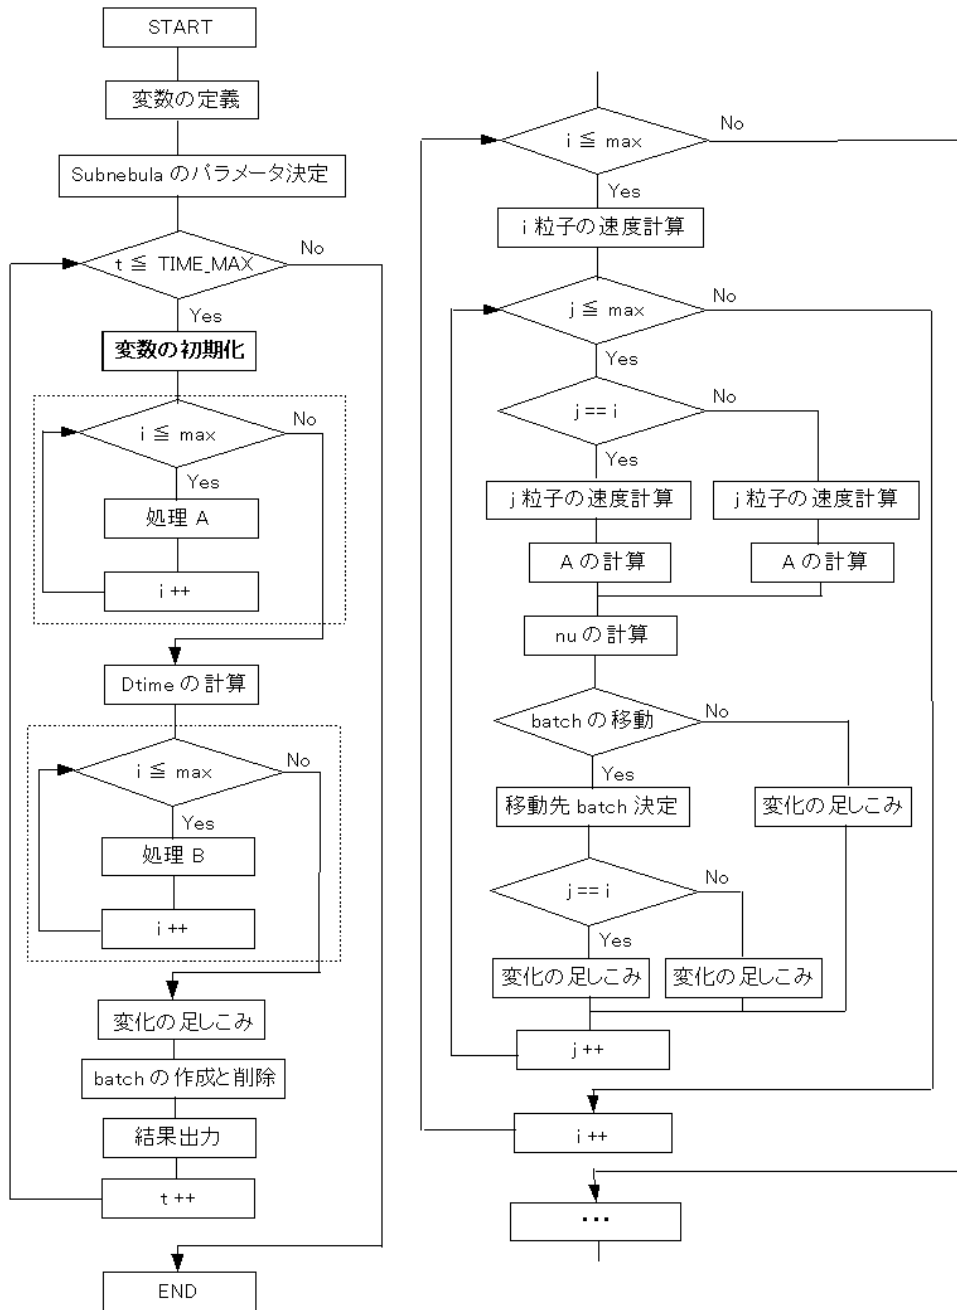 START
変数の定義
Subnebula のパラメータ決定
t ≦ TIME_MAX
No
Yes
変数の初期化
i ≦ max
No
Yes
処理 A
i ++
Dtime の計算
i ≦ max
No
Yes
処理 B
i ++
変化の足しこみ
batch の作成と削除
結果出力
t ++
END
i ≦ max
No
Yes
i 粒子の速度計算
j ≦ max
No
Yes
j == i
No
Yes
j 粒子の速度計算
j 粒子の速度計算
A の計算
A の計算
nu の計算
batch の移動
No
Yes
移動先 batch 決定
変化の足しこみ
j == i
No
Yes
変化の足しこみ
変化の足しこみ
j ++
i ++
・・・